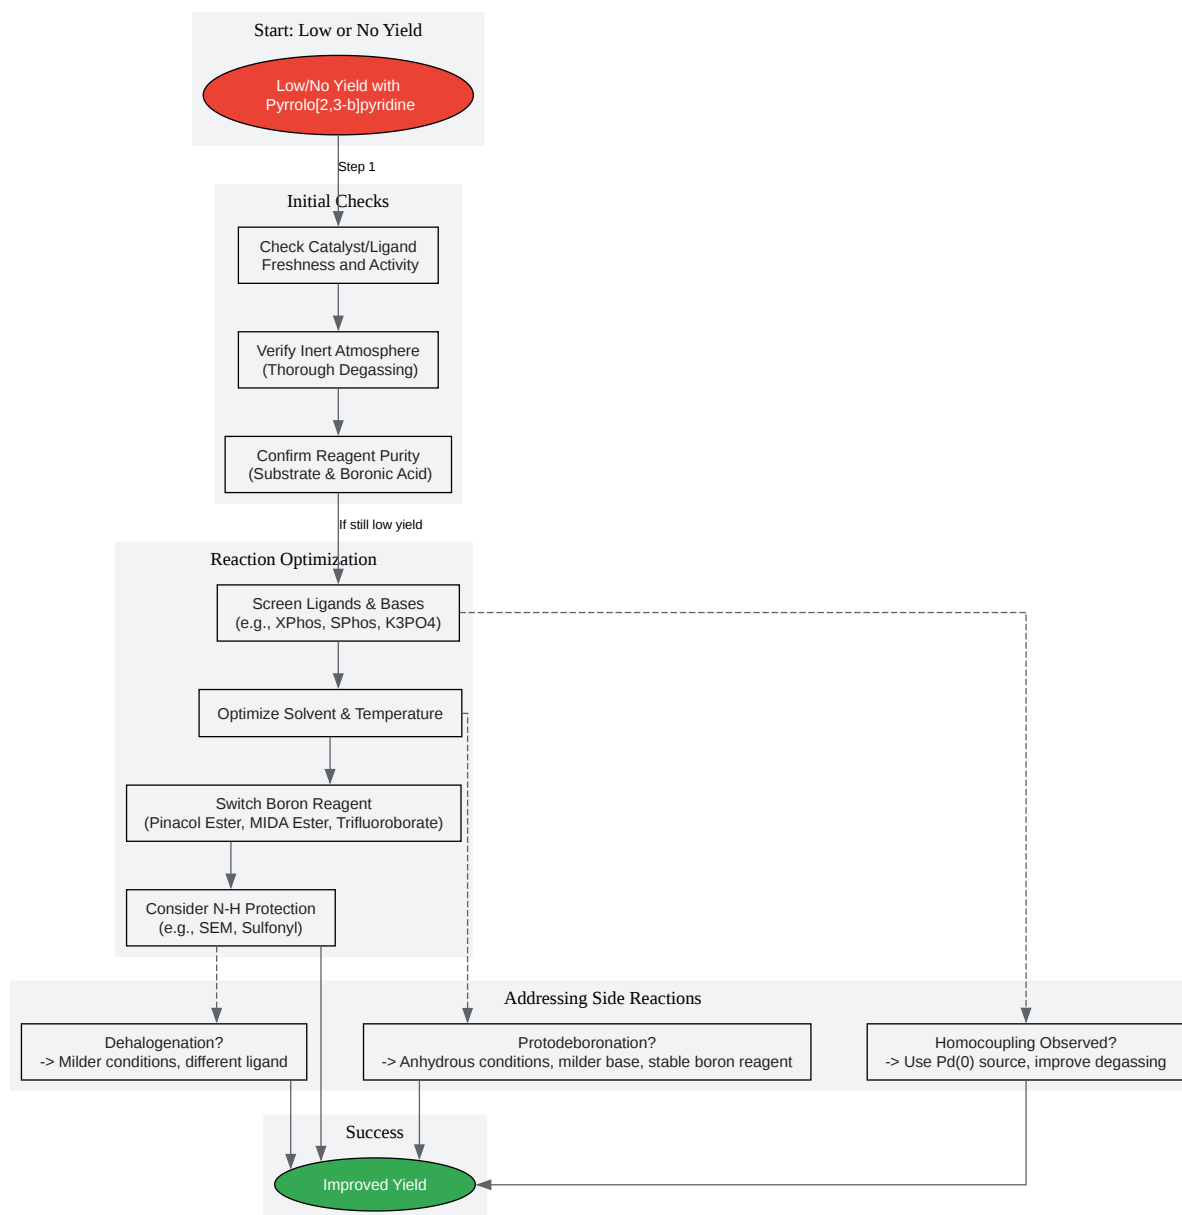 Start: Low or No Yield
Low/No Yield with
Pyrrolo[2,3-b]pyridine
Step 1
Initial Checks
Check Catalyst/Ligand
Freshness and Activity
Verify Inert Atmosphere
(Thorough Degassing)
Confirm Reagent Purity
(Substrate & Boronic Acid)
If still low yield
Reaction Optimization
Screen Ligands & Bases
(e.g., XPhos, SPhos, K3PO4)
Optimize Solvent & Temperature
Switch Boron Reagent
(Pinacol Ester, MIDA Ester, Trifluoroborate)
Consider N-H Protection
(e.g., SEM, Sulfonyl)
Addressing Side Reactions
Dehalogenation?
-> Milder conditions, different ligand
Protodeboronation?
-> Anhydrous conditions, milder base, stable boron reagent
Homocoupling Observed?
-> Use Pd(0) source, improve degassing
Success
Improved Yield